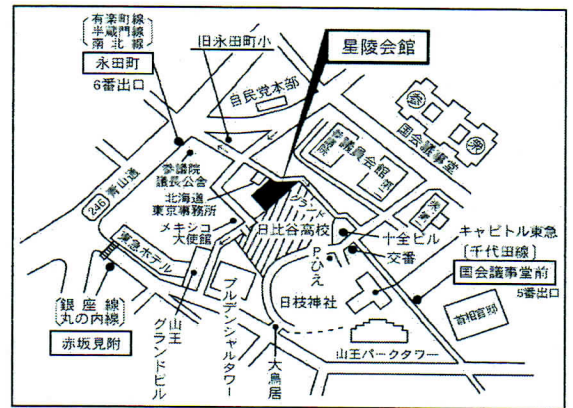 有楽町線
半蔵門線
南北線
永田町
6番出口
旧永田町小
星陵会館
自民党本部
参議院
議員会館
国会議事堂
参
衆
参議院
議長公舎
北海道
東京事務所
メキシコ
大使館
グランド
日比谷高校
十全ビル
交番
キャピトル東急
千代田線
国会議事堂前
5番出口
首相官邸
246
青山通
東急ホテル
銀座線
丸の内線
赤坂見附
山王
グランドビル
プルデンシャルタワー
P.ひえ
日枝神社
大鳥居
山王パークタワー